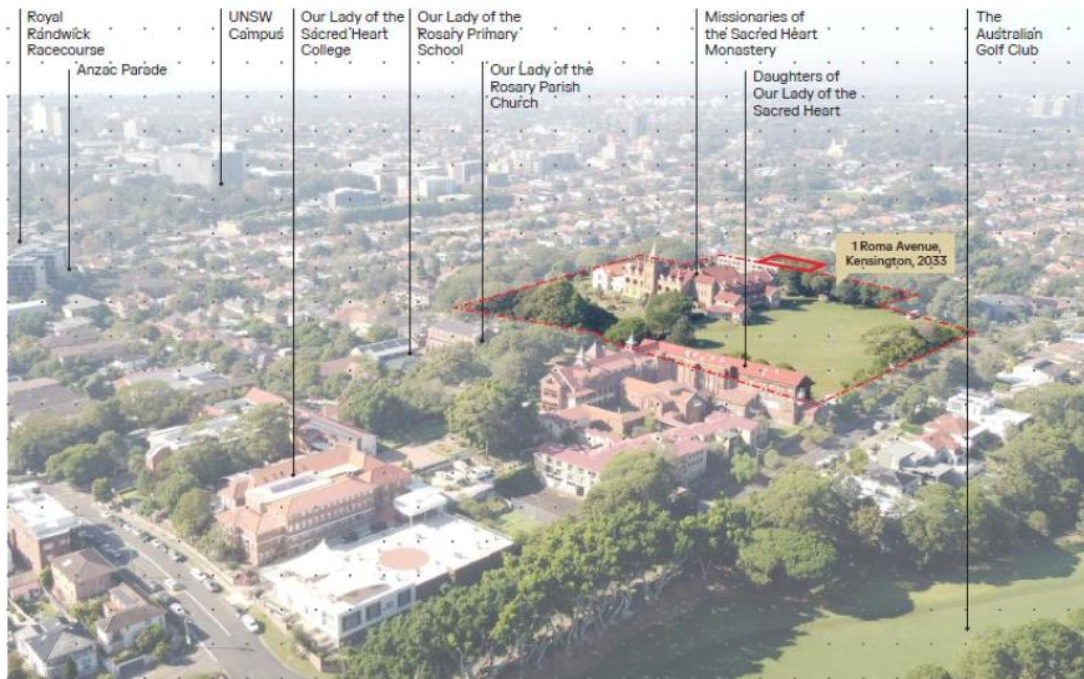 Royal
Randwick
Racecourse
Anzac Parade
UNSW
Campus
Our Lady of the
Sacred Heart
College
Our Lady of the
Rosary Primary
School
Our Lady of the
Rosary Parish
Church
Missionaries of
the Sacred Heart
Monastery
Daughters of
Our Lady of the
Sacred Heart
The
Australian
Golf Club
1 Roma Avenue,
Kensington, 2033